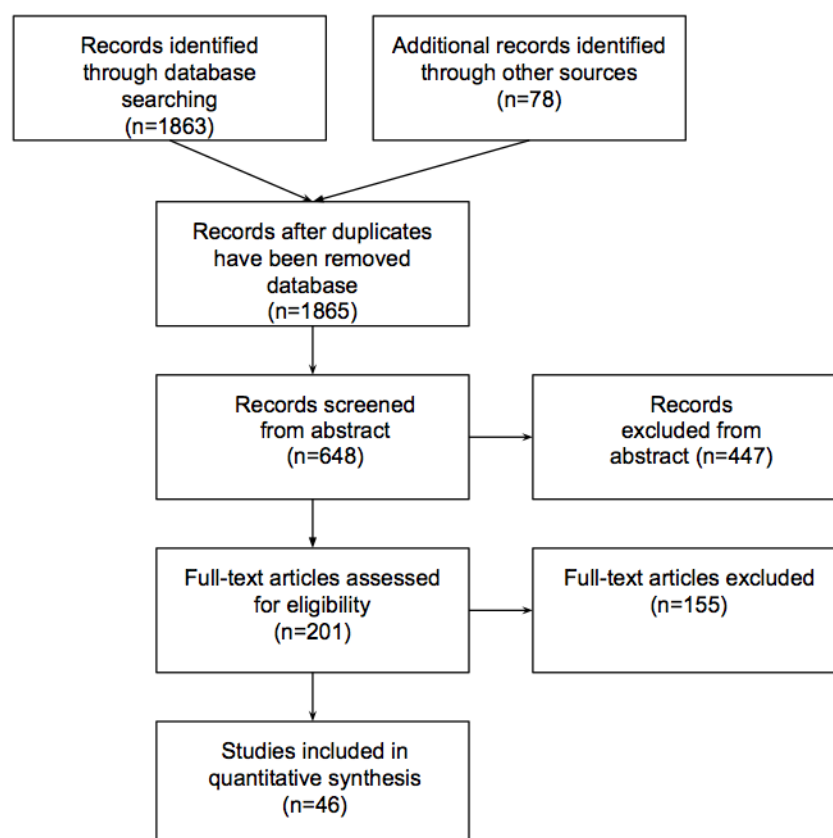 Records identified
through database
searching
(n=1863)
Additional records identified
through other sources
(n=78)
Records after duplicates
have been removed
database
(n=1865)
Records screened
from abstract
(n=648)
Records
excluded from
abstract (n=447)
Full-text articles assessed
for eligibility
(n=201)
Full-text articles excluded
(n=155)
Studies included in
quantitative synthesis
(n=46)